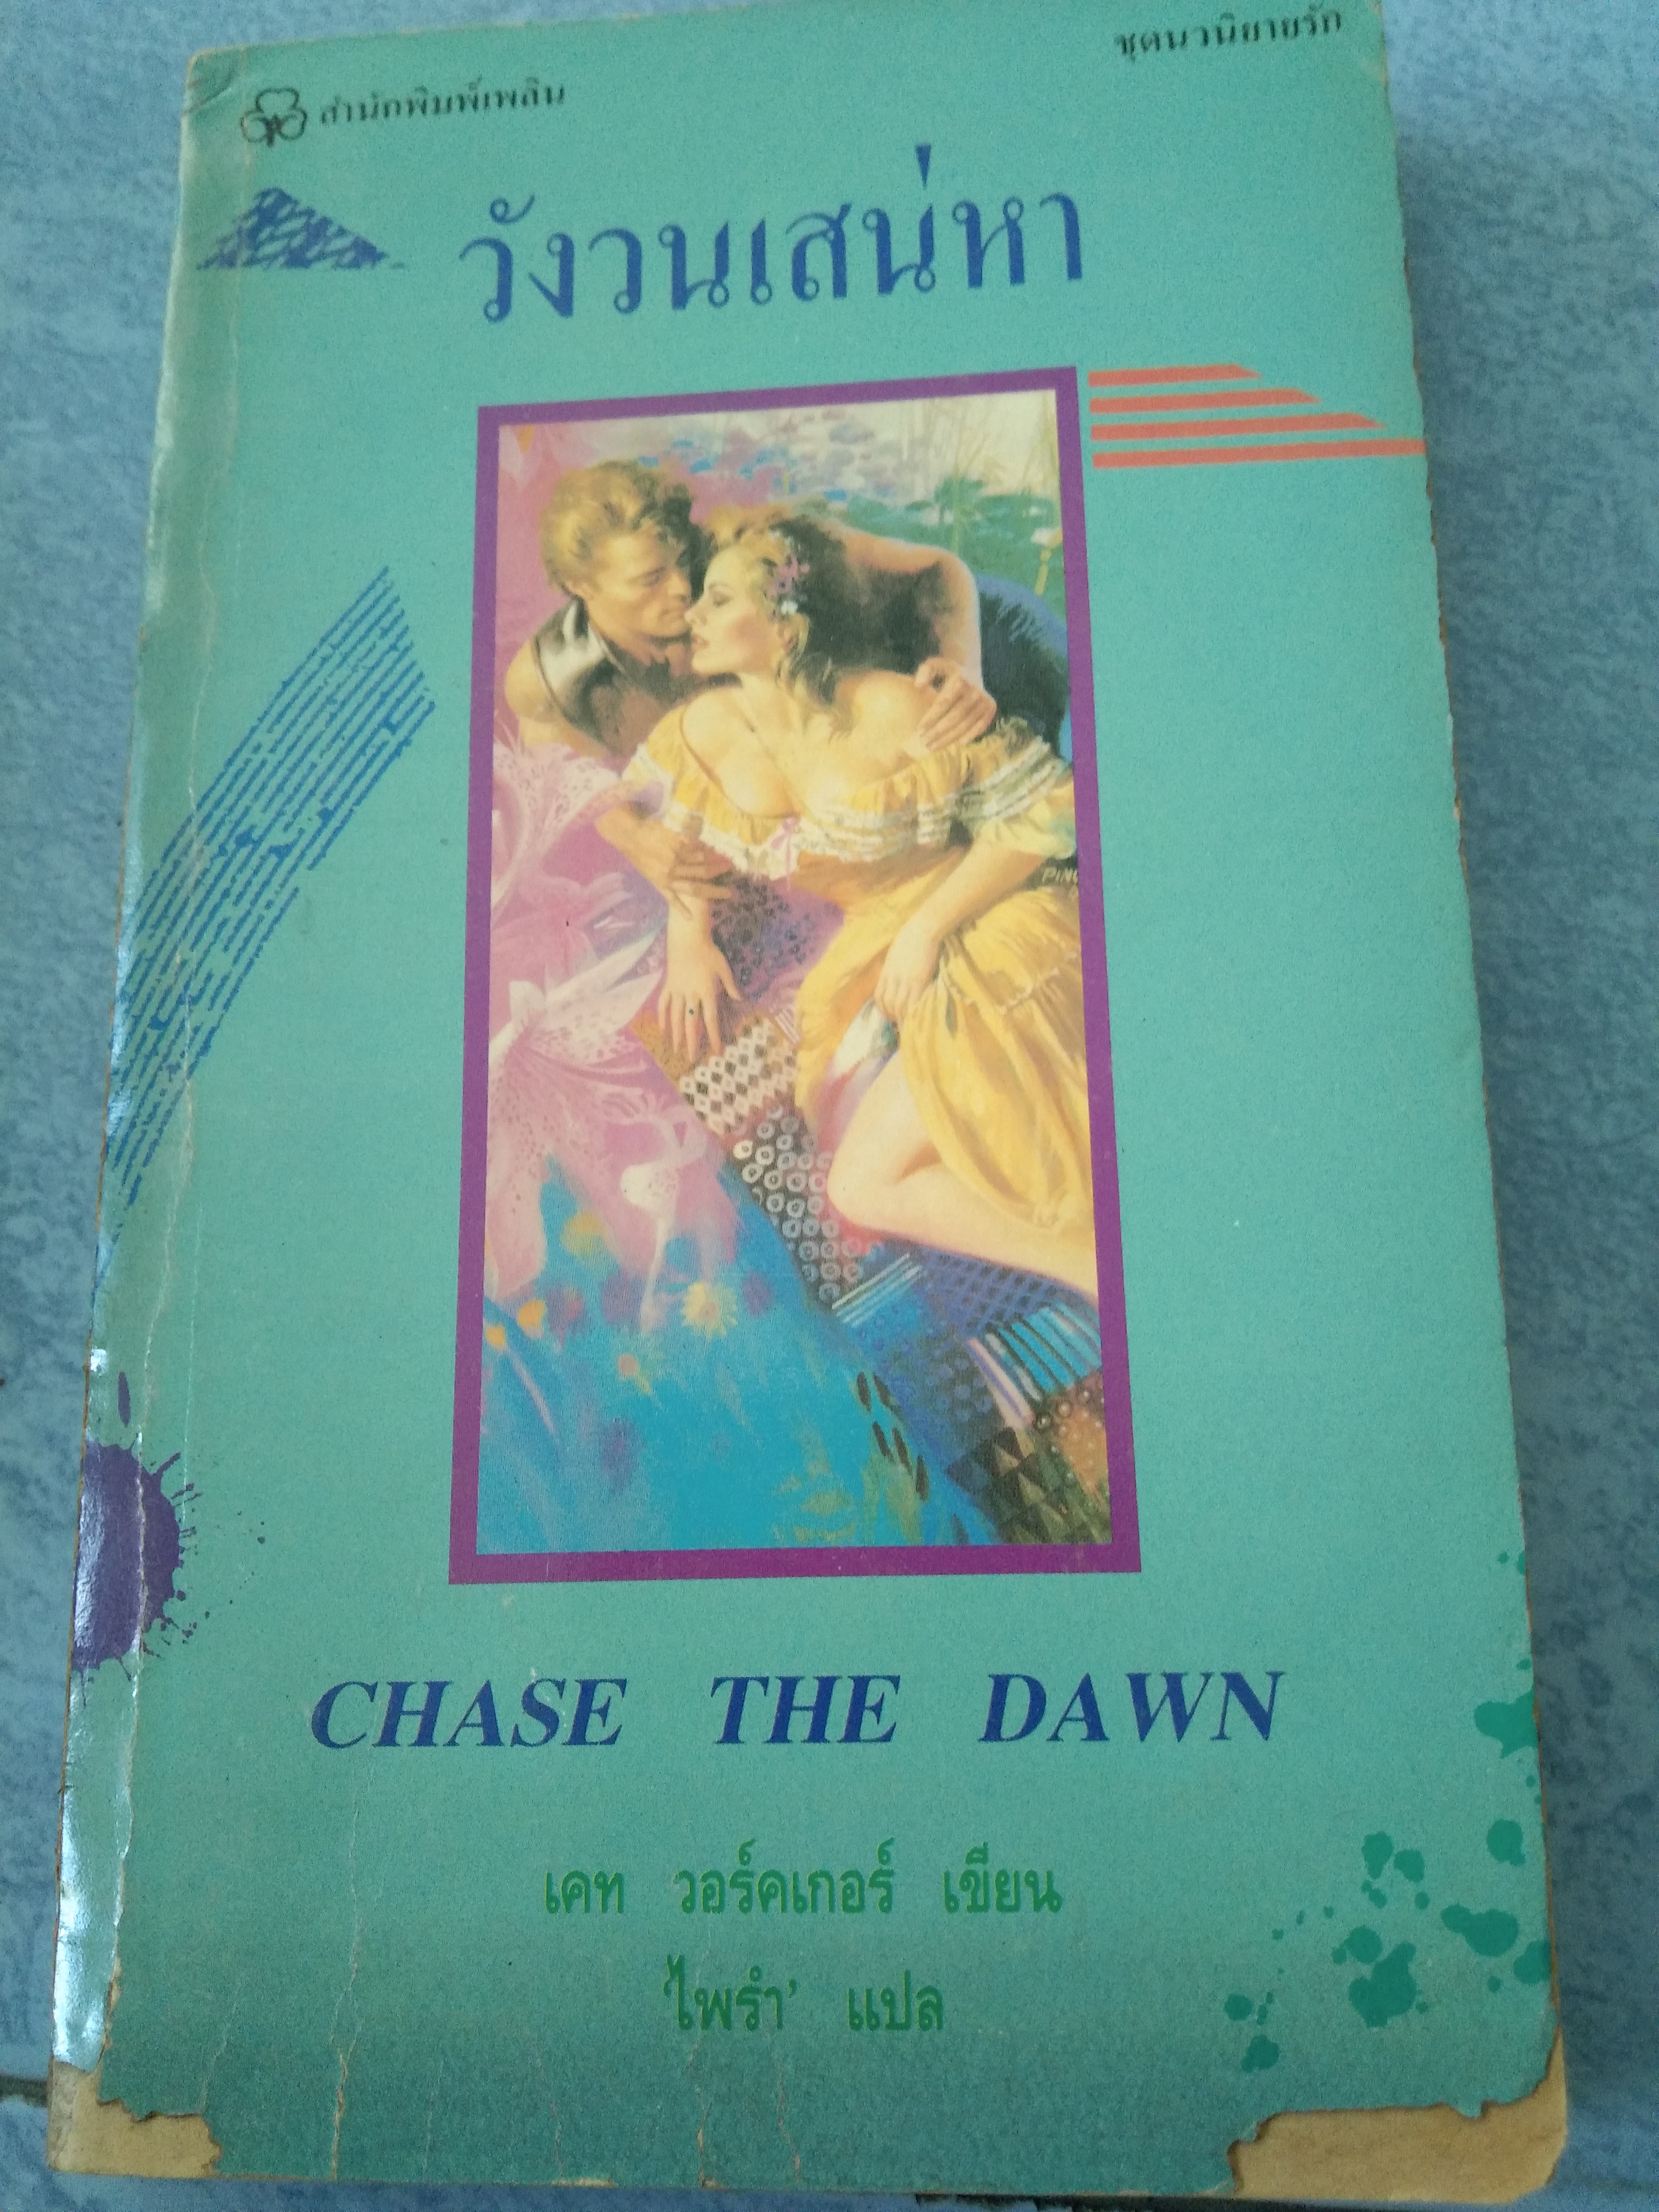 สำนักพิมพ์เพลิน
ชุดนวนิยายรัก
วังวนเสน่หา
CHASE THE DAWN
เคท วอร์คเกอร์ เขียน
ไพรำ' แปล